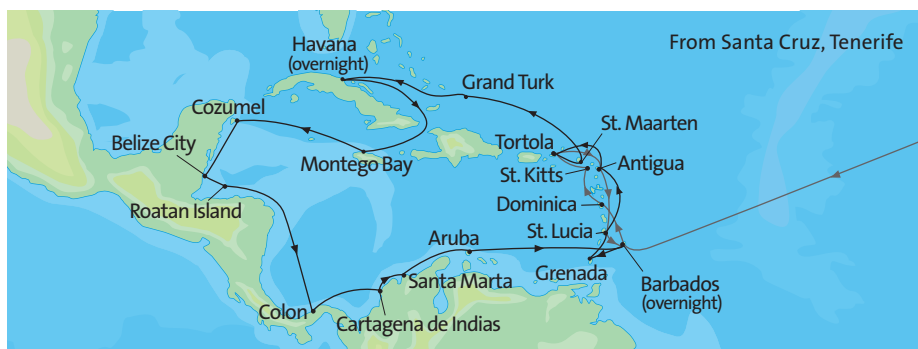 Havana
(overnight)
From Santa Cruz, Tenerife
Grand Turk
Cozumel
St. Maarten
Belize City
Tortola
Montego Bay
St. Kitts
Antigua
Roatan Island
Dominica
St. Lucia
Aruba
Grenada
Santa Marta
Barbados
(overnight)
Colon
Cartagena de Indias